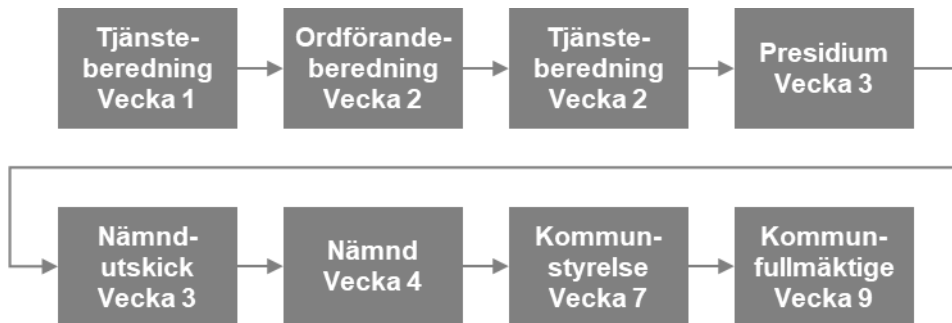 Tjänste-
beredning
Vecka 1
Ordförande-
beredning
Vecka 2
Tjänste-
beredning
Vecka 2
Presidium
Vecka 3
Nämnd-
utskick
Vecka 3
Nämnd
Vecka 4
Kommun-
styrelse
Vecka 7
Kommun-
fullmäktige
Vecka 9